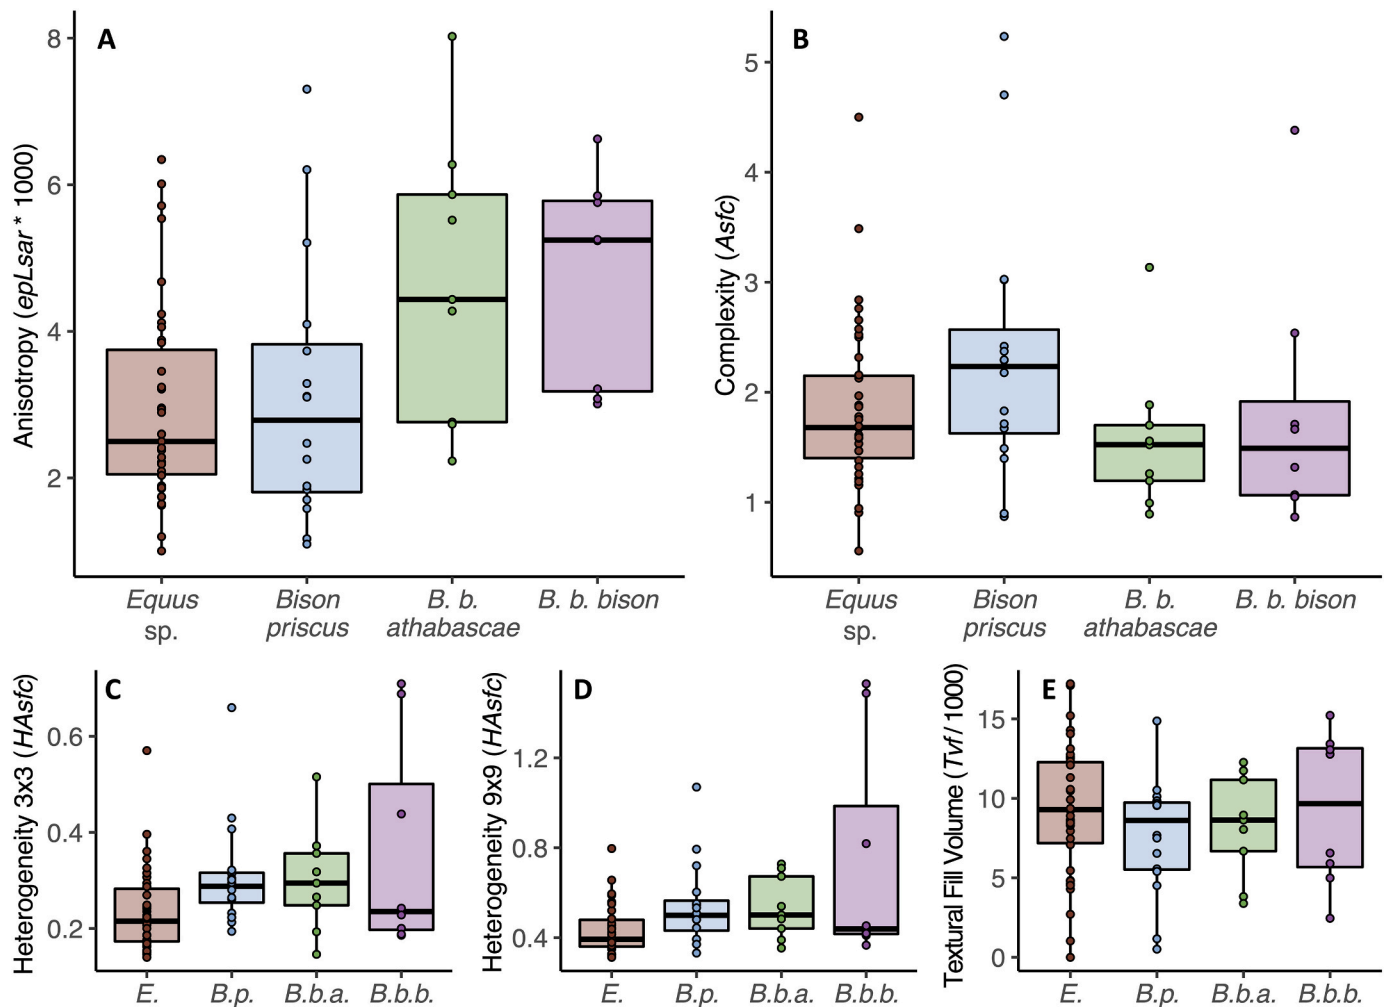 A
Anisotropy (epLsar * 1000)
8
6
4
2
Equus
sp.
Bison
priscus
B. b.
athabascae
B. b. bison
B
Complexity (Asfc)
5
4
3
2
1
Equus
sp.
Bison
priscus
B. b.
athabascae
B. b. bison
C
Heterogeneity 3x3 (HAsfc)
0.6
0.4
0.2
E.
B.p.
B.b.a.
B.b.b.
D
Heterogeneity 9x9 (HAsfc)
1.2
0.8
0.4
E.
B.p.
B.b.a.
B.b.b.
E
Textural Fill Volume (Tvf / 1000)
15
10
5
0
E.
B.p.
B.b.a.
B.b.b.